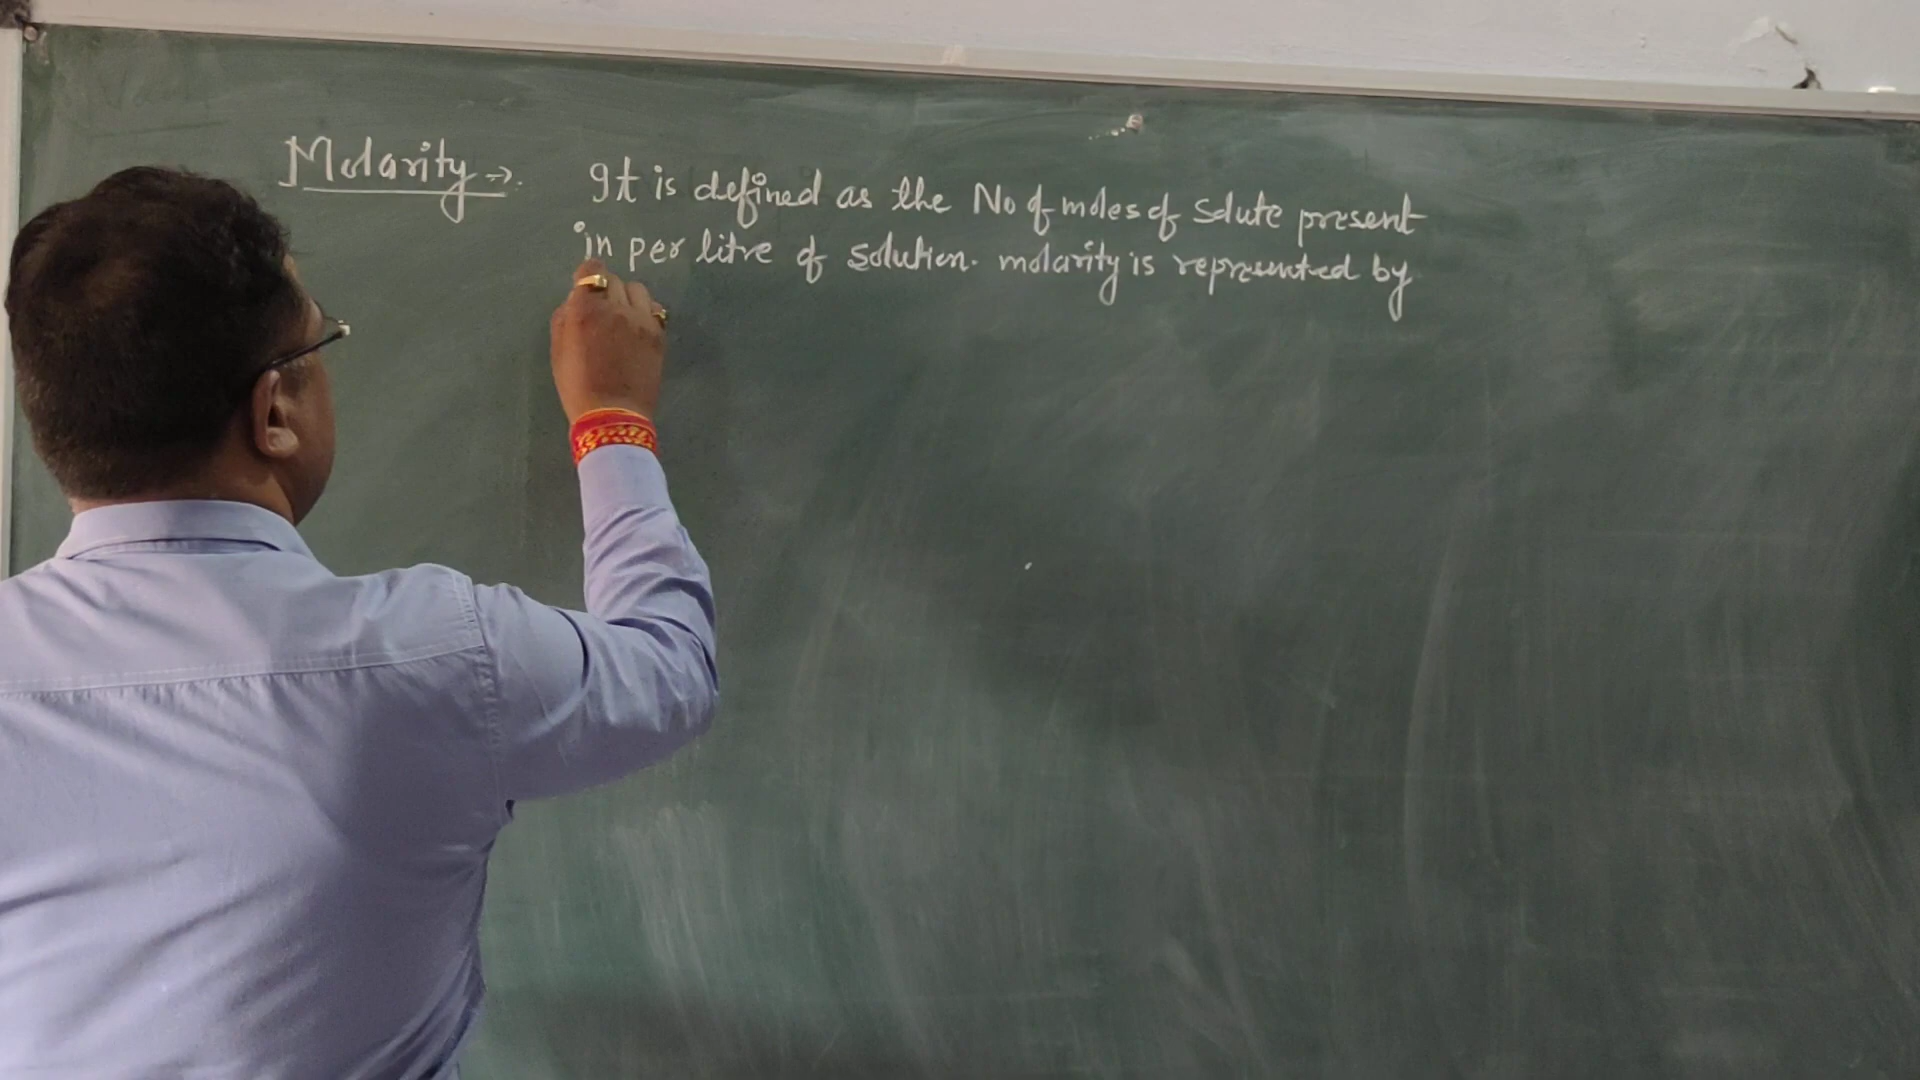 Molarity →. It is defined as the No of moles of solute present
in per litre of solution. molarity is represented by